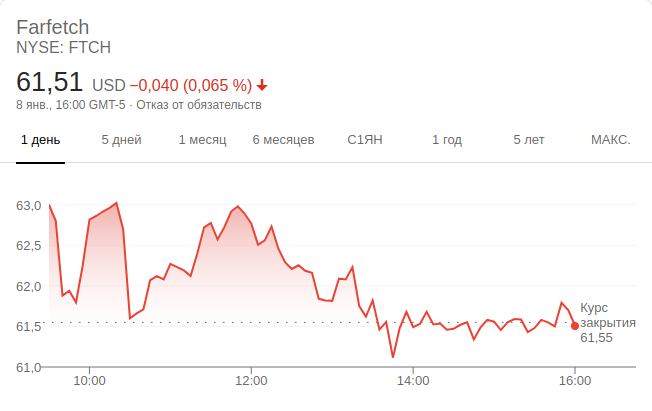 Farfetch
NYSE: FTCH
61,51 USD −0,040 (0,065 %)
8 янв., 16:00 GMT-5 · Отказ от обязательств
1 день 5 дней 1 месяц 6 месяцев С1ЯН 1 год 5 лет МАКС.
63,0
62,5
62,0
61,5
61,0
Курс
закрытия
61,55
10:00 12:00 14:00 16:00